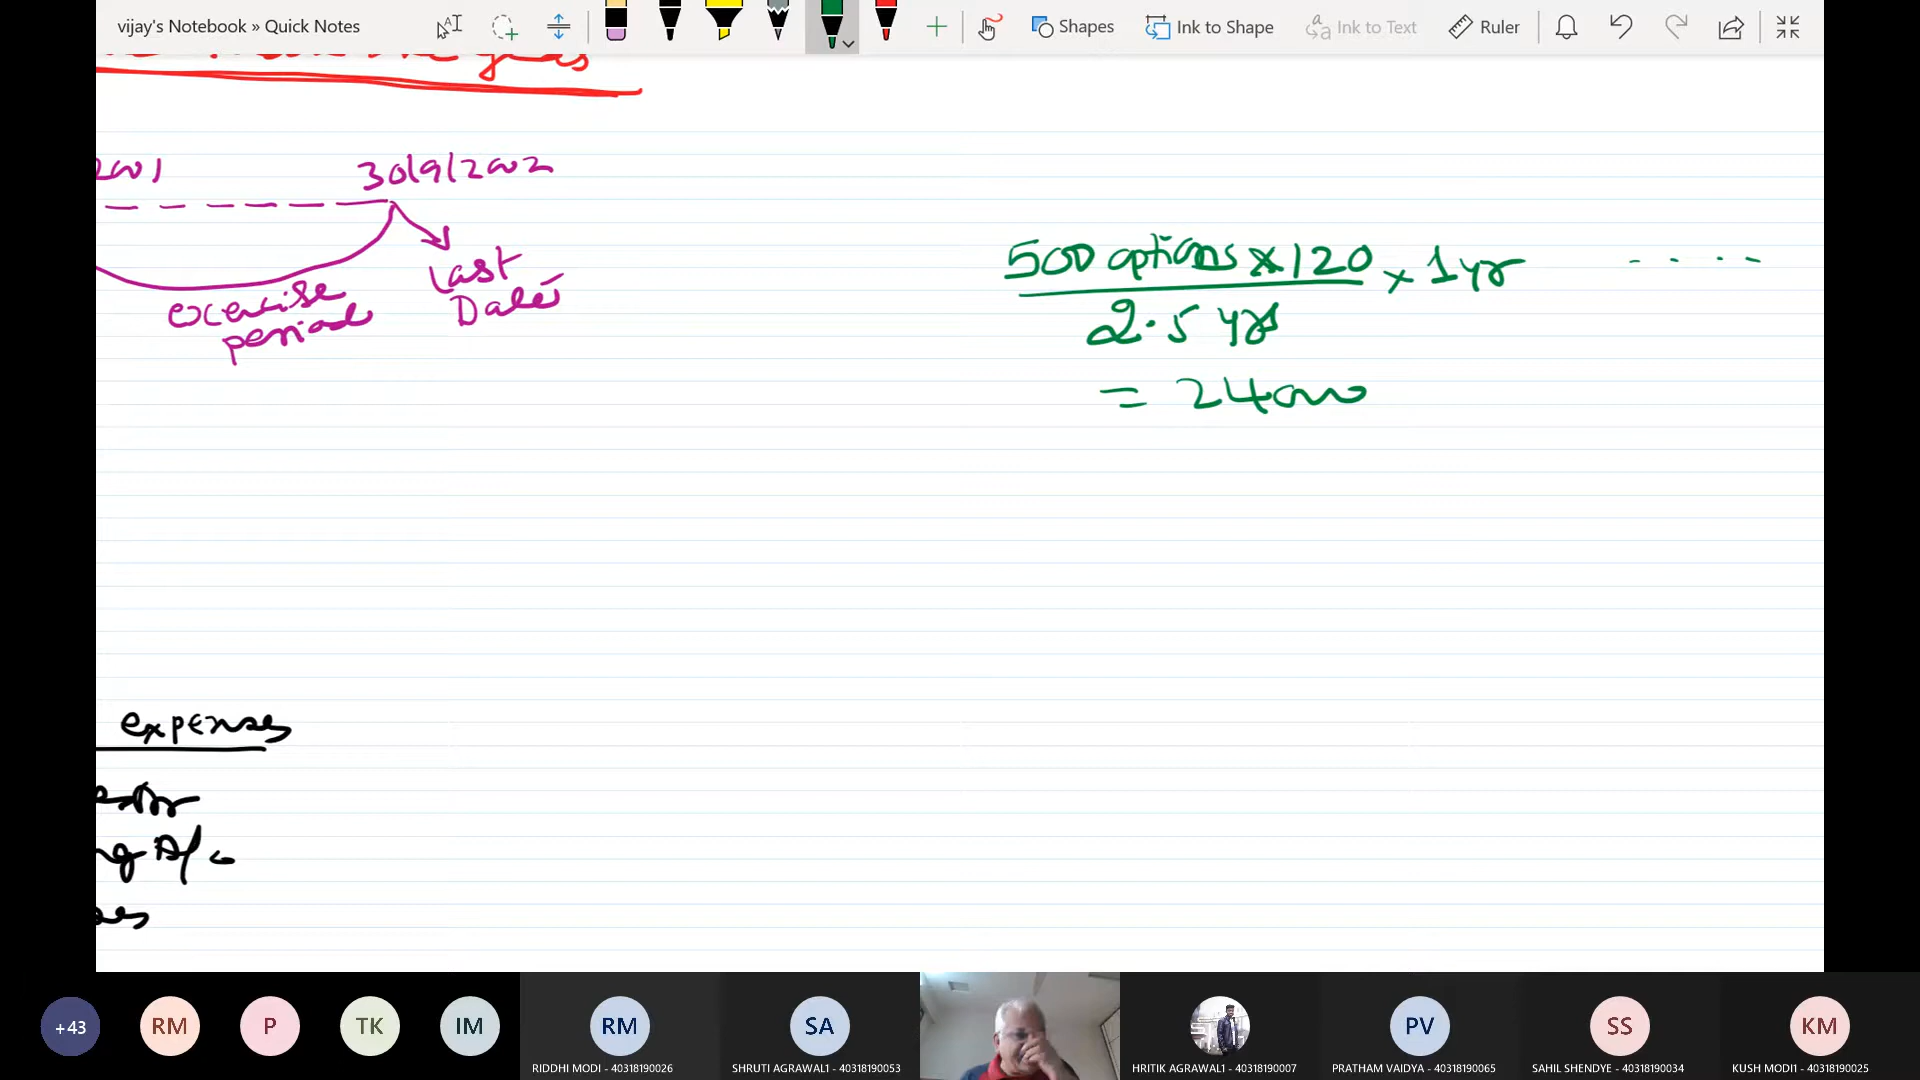 vijay's Notebook » Quick Notes
Shapes
Ink to Shape
Ink to Text
Ruler
30/9/2002
Last
Date
excercise
period
500 options x 120 x 1 yr - - - -
2.5 yrs
= 24000
expenses
A/c
+43
RM
P
TK
IM
RM
SA
PV
SS
KM
RIDDHI MODI - 40318190026
SHRUTI AGRAWAL1 - 40318190053
HRITIK AGRAWAL1 - 40318190007
PRATHAM VAIDYA - 40318190065
SAHIL SHENDYE - 40318190034
KUSH MODI1 - 40318190025